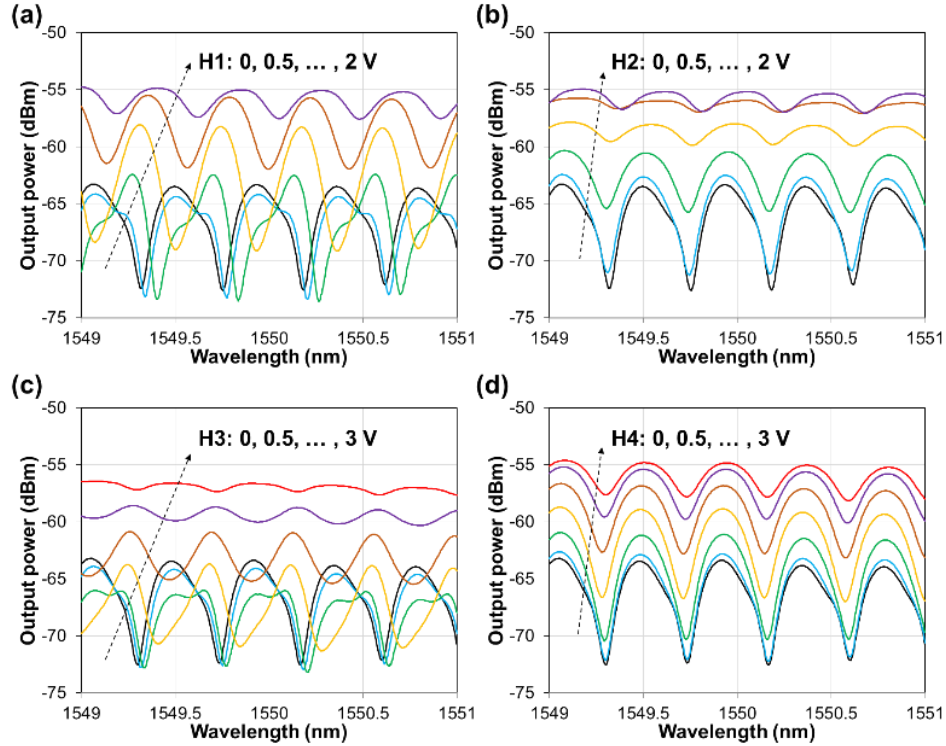 (a)
H1: 0, 0.5, ... , 2 V
Output power (dBm)
-50
-55
-60
-65
-70
-75
1549 1549.5 1550 1550.5 1551
Wavelength (nm)
(b)
H2: 0, 0.5, ... , 2 V
Output power (dBm)
-50
-55
-60
-65
-70
-75
1549 1549.5 1550 1550.5 1551
Wavelength (nm)
(c)
H3: 0, 0.5, ... , 3 V
Output power (dBm)
-50
-55
-60
-65
-70
-75
1549 1549.5 1550 1550.5 1551
Wavelength (nm)
(d)
H4: 0, 0.5, ... , 3 V
Output power (dBm)
-50
-55
-60
-65
-70
-75
1549 1549.5 1550 1550.5 1551
Wavelength (nm)